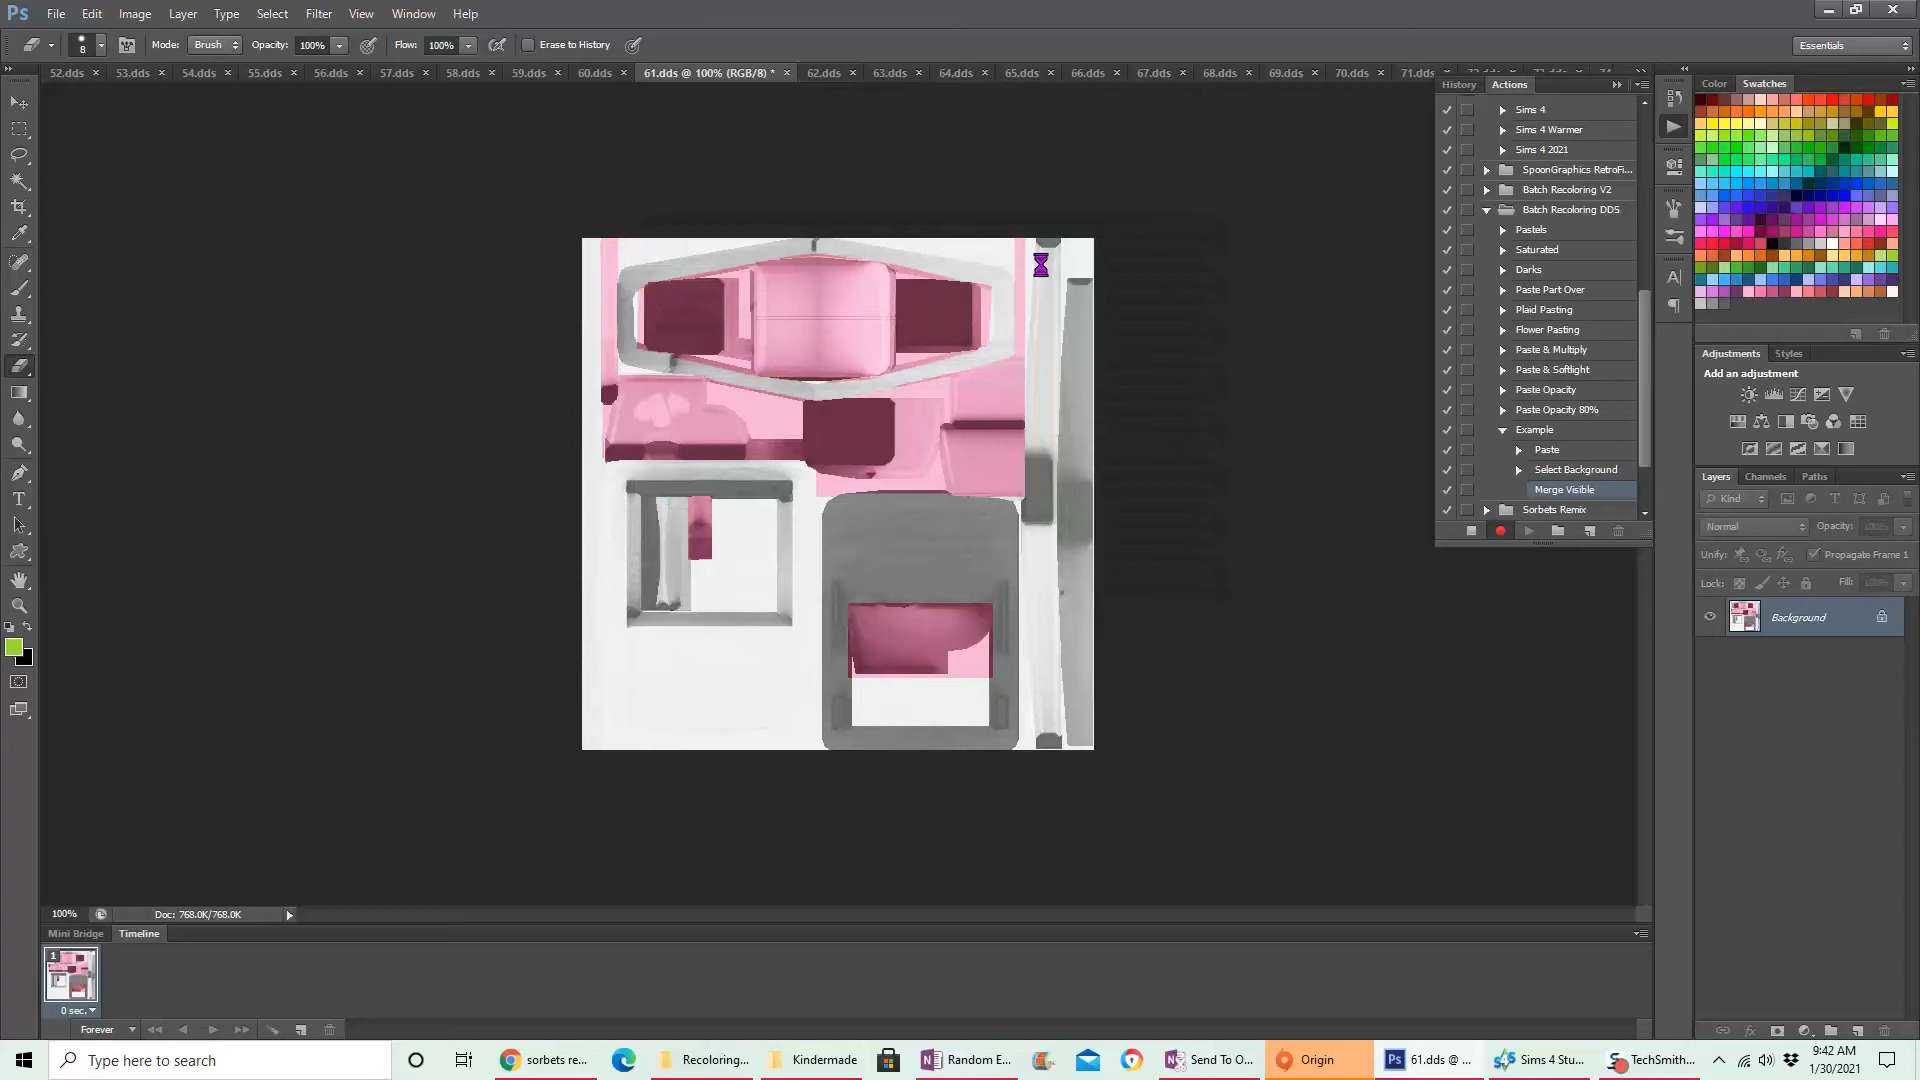 Ps File Edit Image Layer Type Select Filter 3D View Window Help
8 Mode: Brush Opacity: 100% Flow: 100% Erase to History Essentials
52.dds × 53.dds × 54.dds × 55.dds × 56.dds × 57.dds × 58.dds × 59.dds × 60.dds × 61.dds @ 100% (RGB/8) * × 62.dds × 63.dds × 64.dds × 65.dds × 66.dds × 67.dds × 68.dds × 69.dds × 70.dds × 71.dds
History Actions
Sims 4
Sims 4 Warmer
Sims 4 2021
SpoonGraphics RetroFi...
Batch Recoloring V2
Batch Recoloring DDS
Pastels
Saturated
Darks
Paste Part Over
Plaid Pasting
Flower Pasting
Paste & Multiply
Paste & Softlight
Paste Opacity
Paste Opacity 80%
Example
Paste
Select Background
Merge Visible
Sorbets Remix
Color Swatches
Adjustments Styles
Add an adjustment
Layers Channels Paths
Kind
Normal Opacity: 100%
Unify: Propagate Frame 1
Lock: Fill: 100%
Background
100% Doc: 768.0K/768.0K
Mini Bridge Timeline
1
0 sec.
Forever
Type here to search
sorbets re...
Recoloring...
Kindermade
Random E...
Send To O...
Origin
61.dds @ ...
Sims 4 Stu...
TechSmith...
9:42 AM
1/30/2021